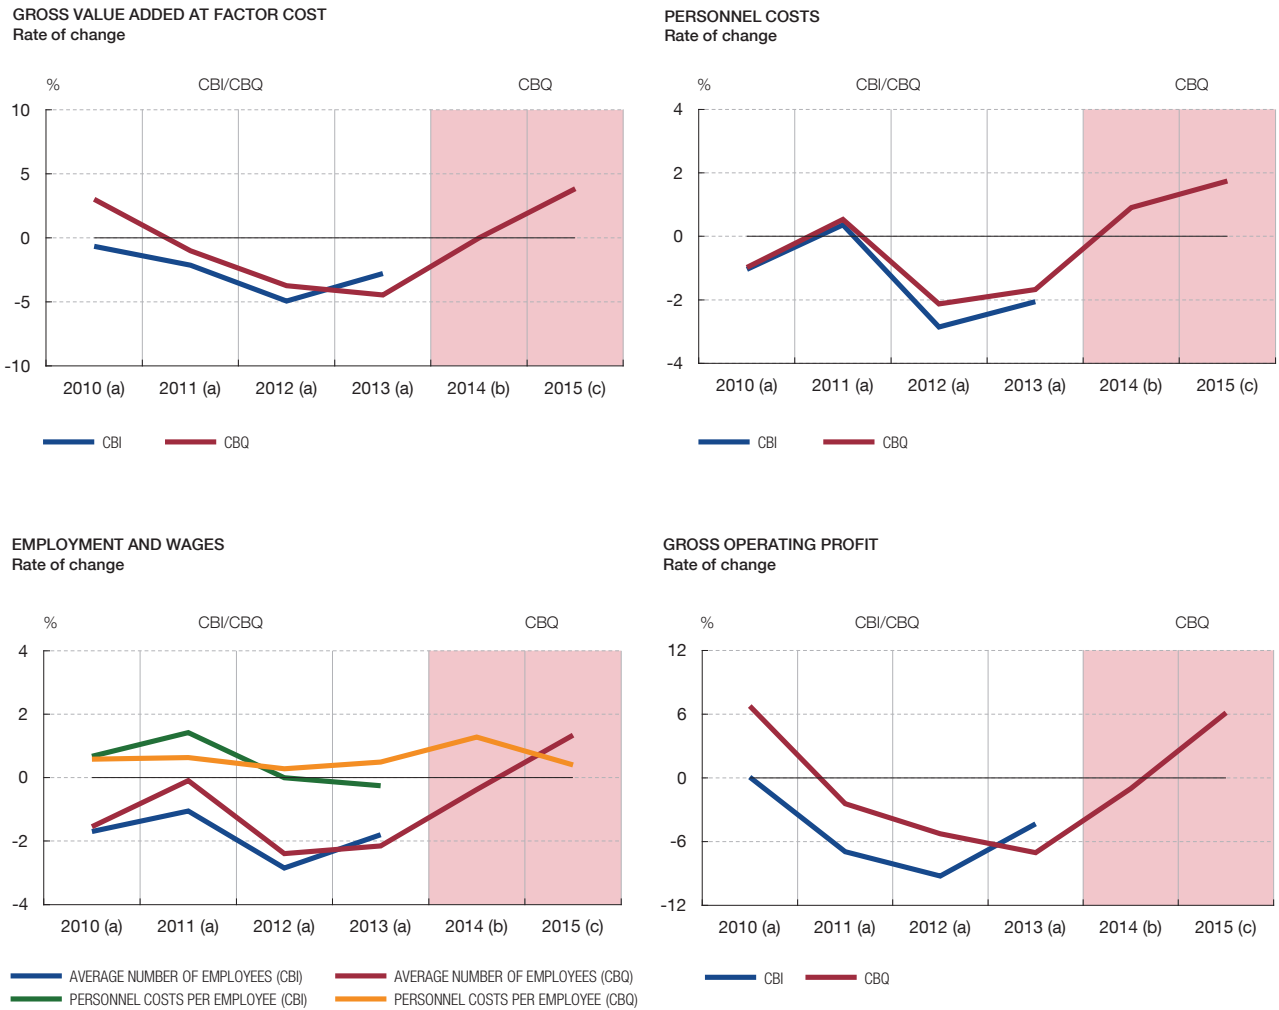 GROSS VALUE ADDED AT FACTOR COST
Rate of change
%
CBI/CBQ
CBQ
10
5
0
-5
-10
2010 (a)
2011 (a)
2012 (a)
2013 (a)
2014 (b)
2015 (c)
CBI
CBQ
PERSONNEL COSTS
Rate of change
%
CBI/CBQ
CBQ
4
2
0
-2
-4
2010 (a)
2011 (a)
2012 (a)
2013 (a)
2014 (b)
2015 (c)
CBI
CBQ
EMPLOYMENT AND WAGES
Rate of change
%
CBI/CBQ
CBQ
4
2
0
-2
-4
2010 (a)
2011 (a)
2012 (a)
2013 (a)
2014 (b)
2015 (c)
AVERAGE NUMBER OF EMPLOYEES (CBI)
AVERAGE NUMBER OF EMPLOYEES (CBQ)
PERSONNEL COSTS PER EMPLOYEE (CBI)
PERSONNEL COSTS PER EMPLOYEE (CBQ)
GROSS OPERATING PROFIT
Rate of change
%
CBI/CBQ
CBQ
12
6
0
-6
-12
2010 (a)
2011 (a)
2012 (a)
2013 (a)
2014 (b)
2015 (c)
CBI
CBQ